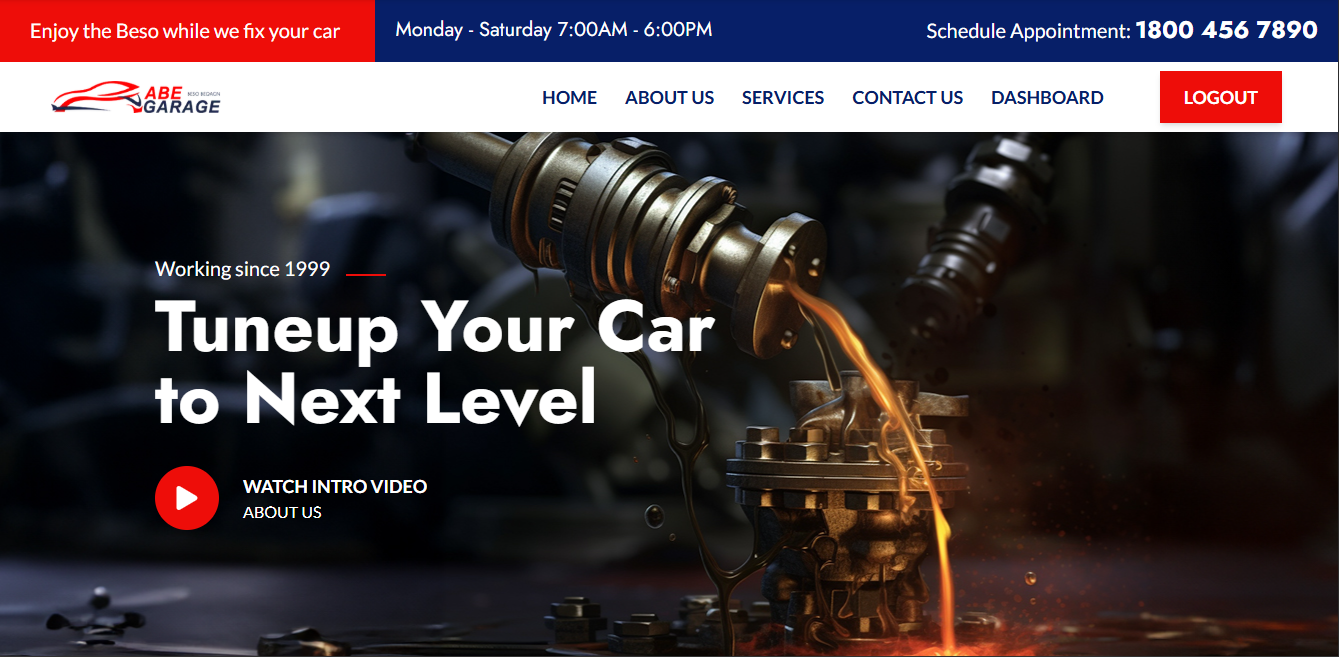 Enjoy the Beso while we fix your car
Monday - Saturday 7:00AM - 6:00PM
Schedule Appointment: 1800 456 7890
ABE
GARAGE
HOME ABOUT US SERVICES CONTACT US DASHBOARD LOGOUT
Working since 1999
Tuneup Your Car
to Next Level
WATCH INTRO VIDEO
ABOUT US